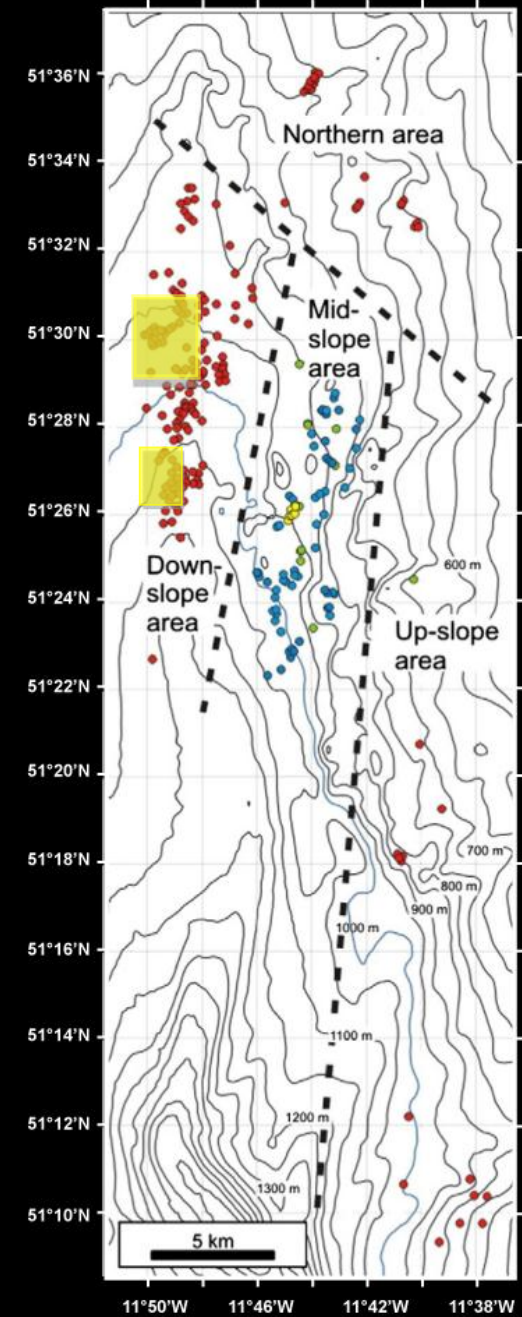 51°36'N
Northern area
51°34'N
51°32'N
Mid-
slope
area
51°30'N
51°28'N
51°26'N
600 m
Down-
slope
area
51°24'N
Up-slope
area
51°22'N
51°20'N
700 m
51°18'N
800 m
900 m
1000 m
51°16'N
51°14'N
1100 m
51°12'N
1200 m
1300 m
51°10'N
5 km
11°50'W
11°46'W
11°42'W
11°38'W